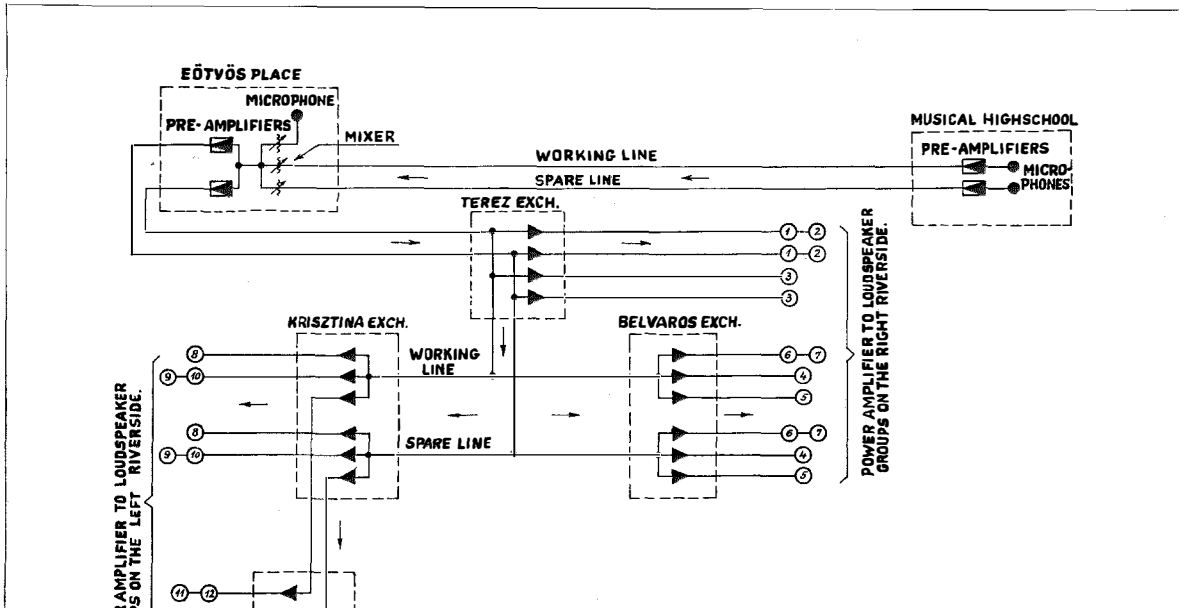 EÖTVÖS PLACE
MICROPHONE
PRE-AMPLIFIERS
MIXER
WORKING LINE
SPARE LINE
MUSICAL HIGHSCHOOL
PRE-AMPLIFIERS
MICRO-
PHONES
TEREZ EXCH.
1 2
1 2
3
3
POWER AMPLIFIER TO LOUDSPEAKER
GROUPS ON THE RIGHT RIVERSIDE.
KRISZTINA EXCH.
BELVAROS EXCH.
WORKING
LINE
8
9 10
6 7
4
5
8
9 10
SPARE LINE
6 7
4
5
AMPLIFIER TO LOUDSPEAKER
ON THE LEFT RIVERSIDE.
11 12